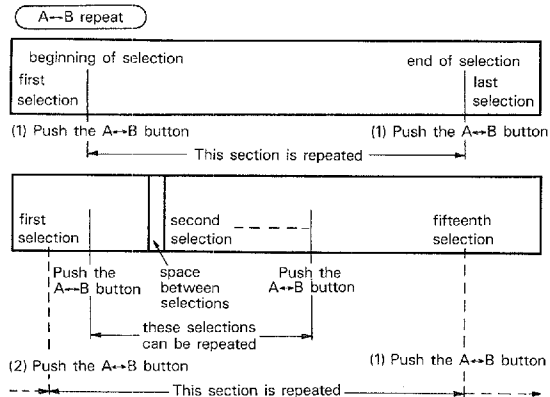 A↔B repeat
beginning of selection
end of selection
first
selection
last
selection
(1) Push the A↔B button
(1) Push the A↔B button
This section is repeated
first
selection
second
selection
fifteenth
selection
Push the
A↔B button
space
between
selections
Push the
A↔B button
these selections
can be repeated
(2) Push the A↔B button
(1) Push the A↔B button
This section is repeated